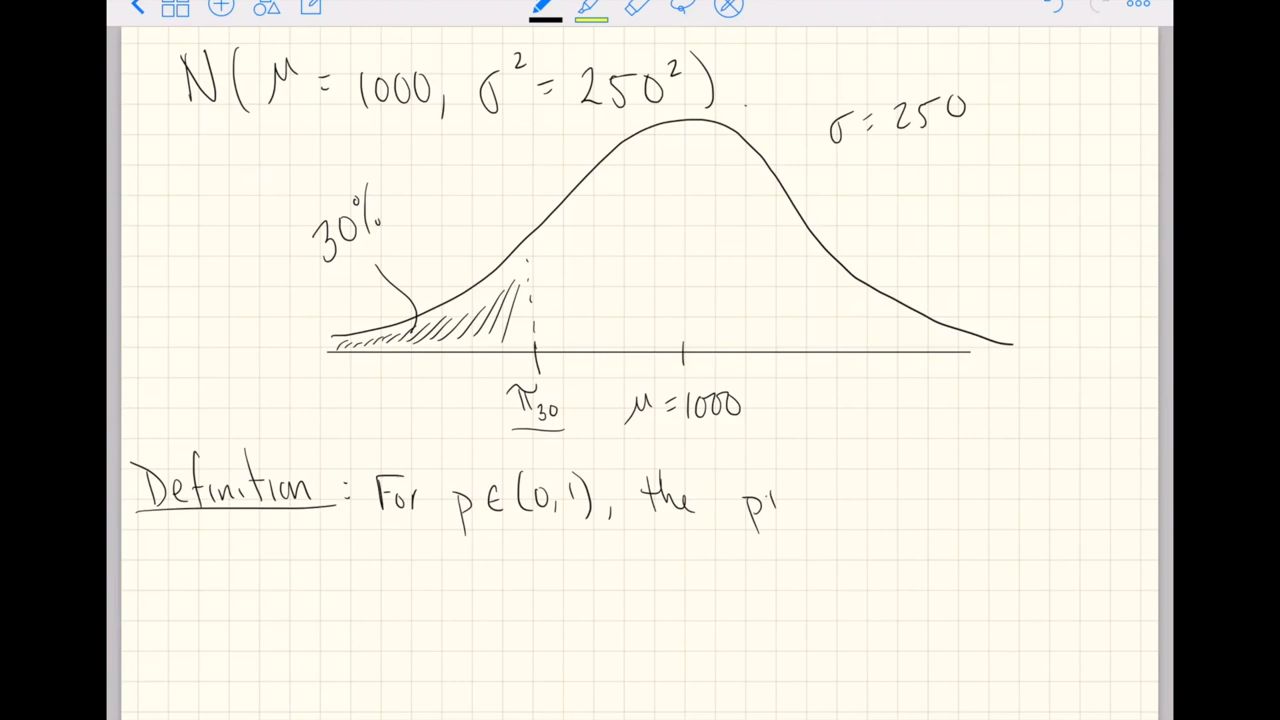 N(μ = 1000, σ² = 250²).
σ = 250
30%
π₃₀
μ = 1000
Definition: For p ∈ (0,1), the p